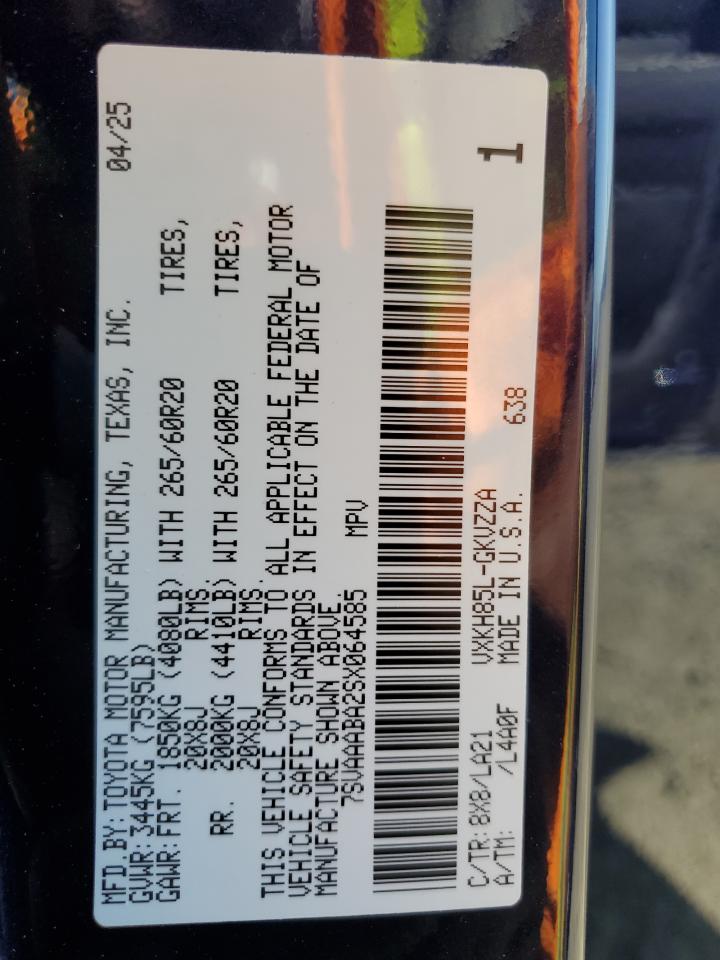 MFD.BY: TOYOTA MOTOR MANUFACTURING, TEXAS, INC. 04/25
GVWR: 3445KG (7595LB)
GAWR: FRT. 1850KG (4080LB) WITH 265/60R20 TIRES,
20X8J RIMS.
RR. 2000KG (4410LB) WITH 265/60R20 TIRES,
20X8J RIMS.
THIS VEHICLE CONFORMS TO ALL APPLICABLE FEDERAL MOTOR
VEHICLE SAFETY STANDARDS IN EFFECT ON THE DATE OF
MANUFACTURE SHOWN ABOVE.
7SVAAABA2SX064585 MPV
C/TR: 8X8/LA21 VXKH85L-GKVZZA
A/TM: /L4A0F MADE IN U.S.A. 638 1